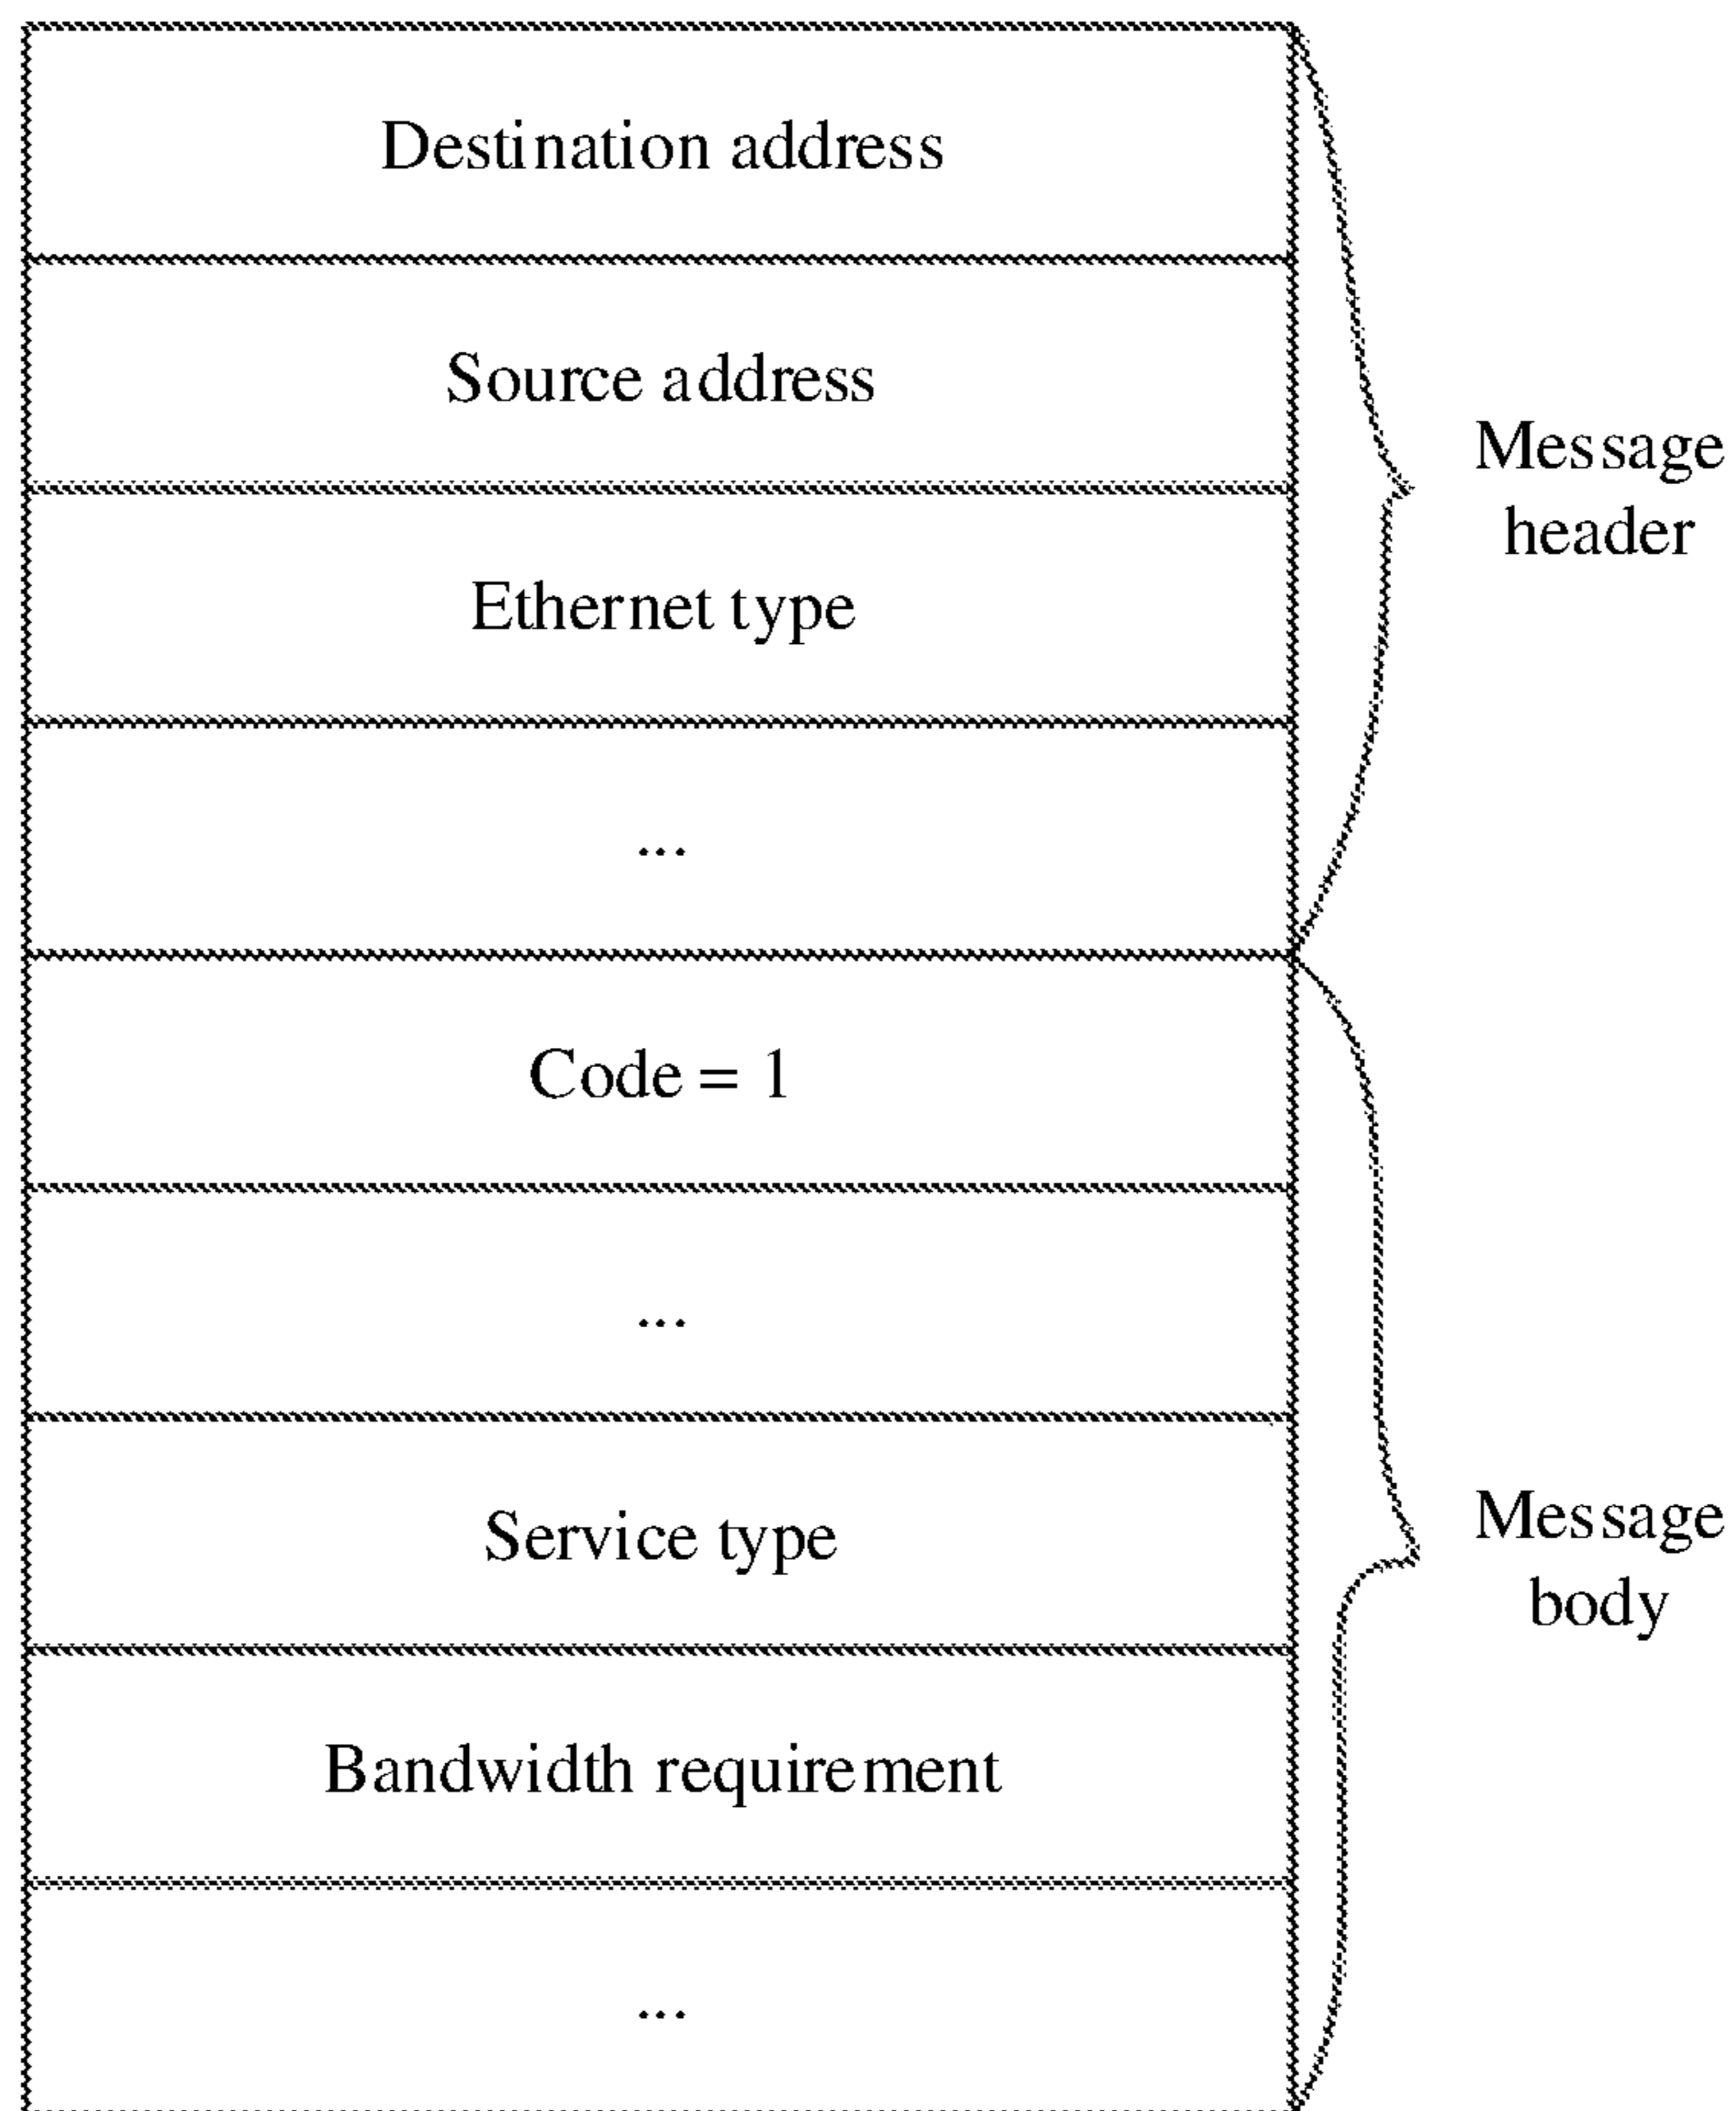 Destination address
Source address
Ethernet type
...
Message
header
Code = 1
...
Service type
Bandwidth requirement
...
Message
body